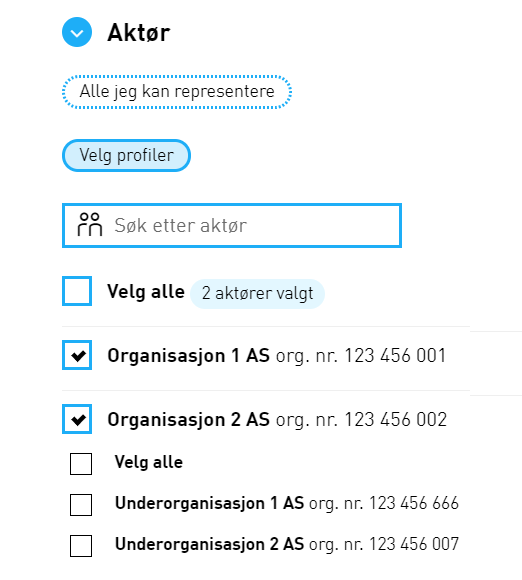 Aktør
Alle jeg kan representere
Velg profiler
Søk etter aktør
Velg alle 2 aktører valgt
Organisasjon 1 AS org. nr. 123 456 001
Organisasjon 2 AS org. nr. 123 456 002
Velg alle
Underorganisasjon 1 AS org. nr. 123 456 666
Underorganisasjon 2 AS org. nr. 123 456 007